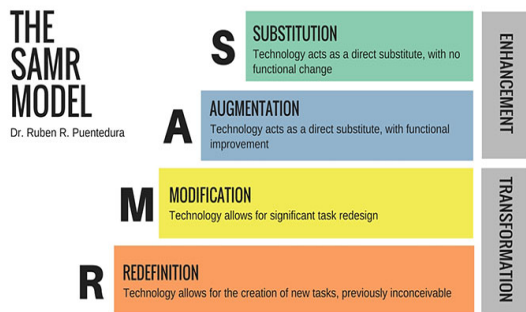 THE
SAMR
MODEL
Dr. Ruben R. Puentedura
S
SUBSTITUTION
Technology acts as a direct substitute, with no
functional change
A
AUGMENTATION
Technology acts as a direct substitute, with functional
improvement
ENHANCEMENT
M
MODIFICATION
Technology allows for significant task redesign
R
REDEFINITION
Technology allows for the creation of new tasks, previously inconceivable
TRANSFORMATION